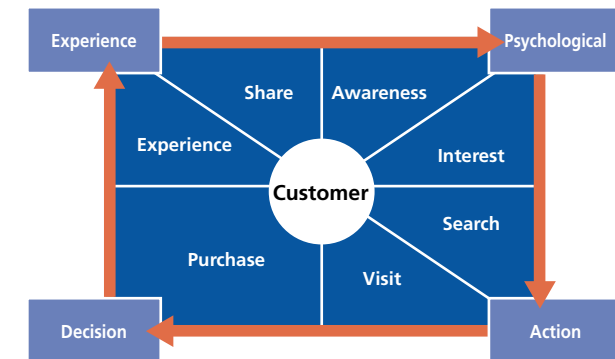 Experience
Psychological
Share
Awareness
Experience
Interest
Customer
Search
Purchase
Visit
Decision
Action